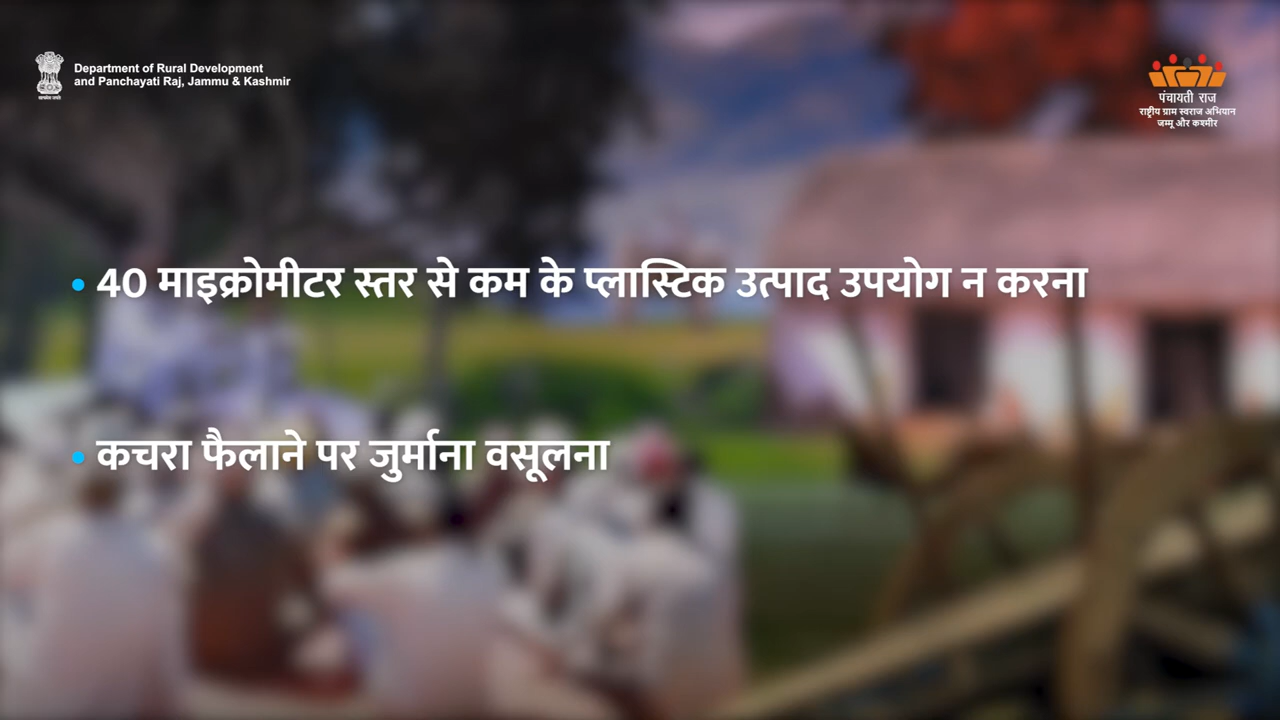 Department of Rural Development
and Panchayati Raj, Jammu & Kashmir
पंचायती राज
राष्ट्रीय ग्राम स्वराज अभियान
जम्मू और कश्मीर
• 40 माइक्रोमीटर स्तर से कम के प्लास्टिक उत्पाद उपयोग न करना
• कचरा फैलाने पर जुर्माना वसूलना